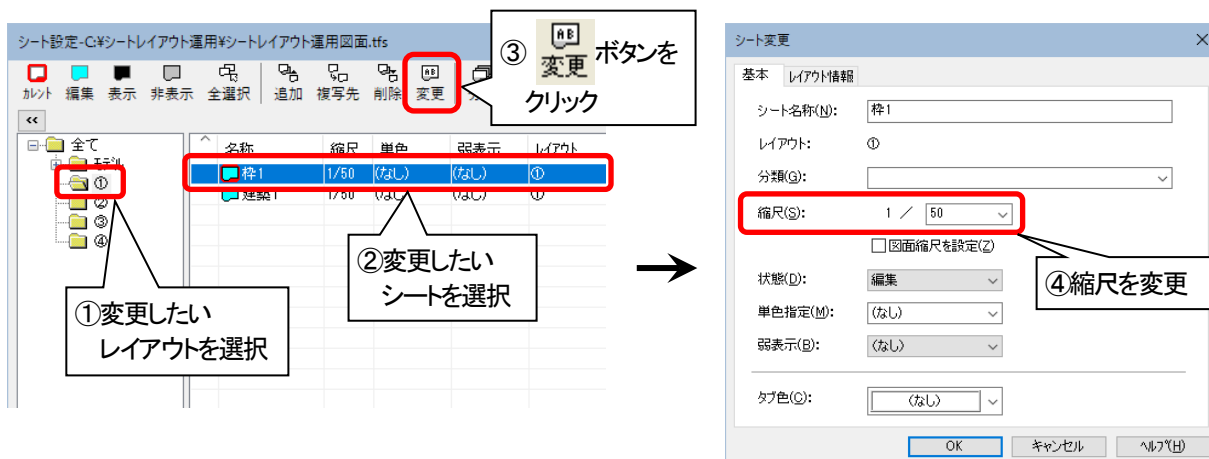 シート設定-C:¥シートレイアウト運用¥シートレイアウト運用図面.tfs
カレント 編集 表示 非表示 全選択 追加 複写先 削除 変更
<<
全て
モデル
①
②
③
④
名称 縮尺 単色 弱表示 レイアウト
枠1 1/50 (なし) (なし) ①
建築1 1/50 (なし) (なし) ①
①変更したい
レイアウトを選択
②変更したい
シートを選択
③ AB 変更 ボタンを
クリック
シート変更
基本 レイアウト情報
シート名称(N): 枠1
レイアウト: ①
分類(G):
縮尺(S): 1 / 50
図面縮尺を設定(Z)
状態(D): 編集
単色指定(M): (なし)
弱表示(B): (なし)
タブ色(C): (なし)
④縮尺を変更
OK キャンセル ヘルプ(H)